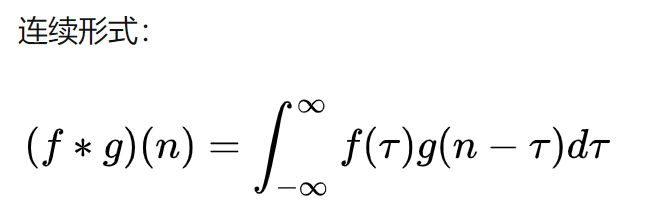 连续形式：
(f * g)(n) = ∫_{-∞}^{∞} f(τ)g(n − τ)dτ